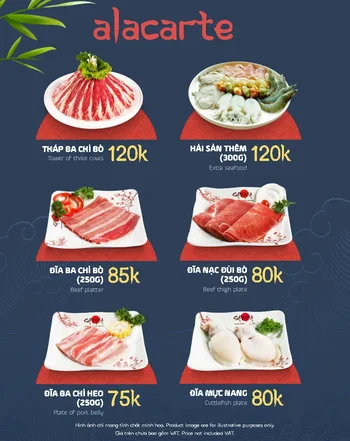 alacarte
THÁP BA CHỈ BÒ 120k
Tower of three cows
HẢI SẢN THÊM
(300G) 120k
Extra seafood
ĐĨA BA CHỈ BÒ
(250G) 85k
Beef platter
ĐĨA NẠC ĐÙI BÒ
(250G) 80k
Beef thigh plate
ĐĨA BA CHỈ HEO
(250G) 75k
Plate of pork belly
ĐĨA MỰC NANG 80k
Cuttlefish plate
Hình ảnh chỉ mang tính chất minh họa. Product image are for illustrative purposes only.
Giá trên chưa bao gồm VAT. Price not included VAT.